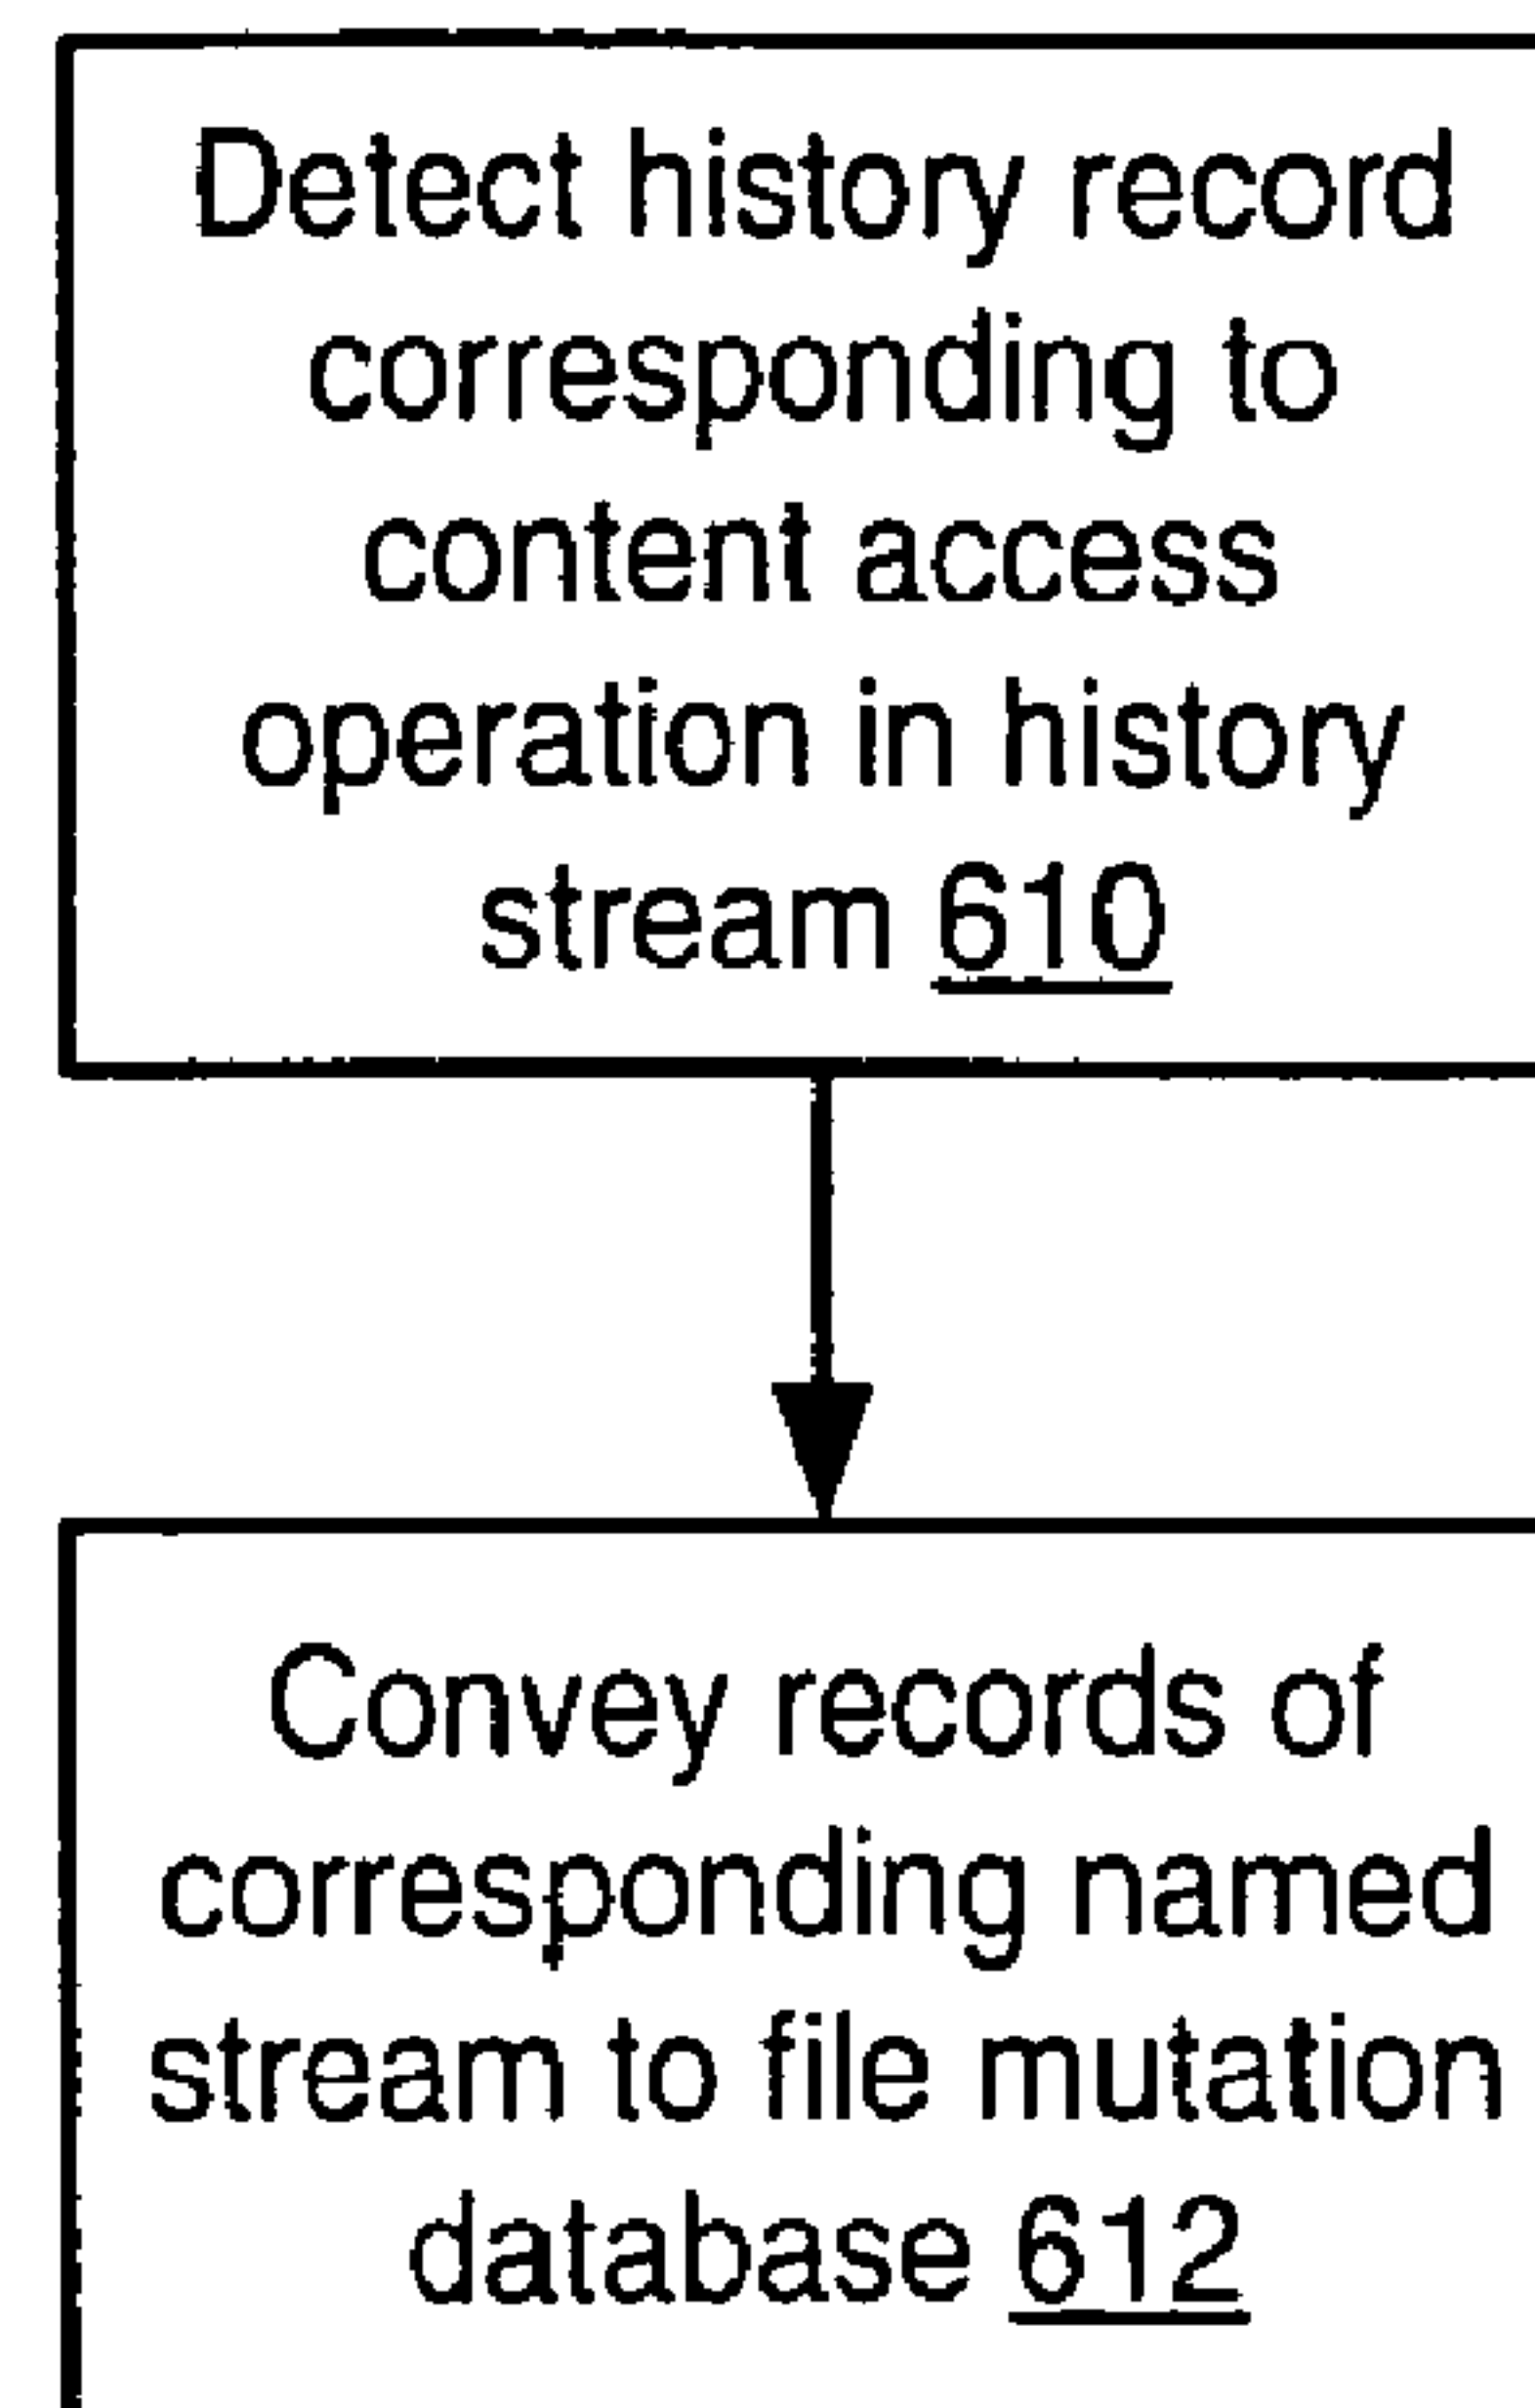 Detect history record
corresponding to
content access
operation in history
stream 610
Convey records of
corresponding named
stream to file mutation
database 612